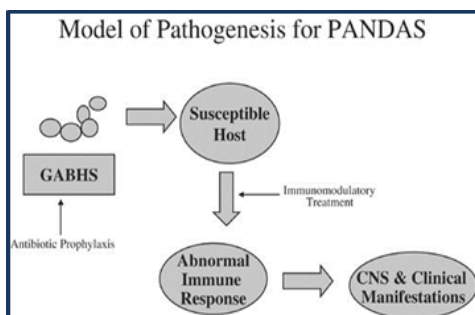 Model of Pathogenesis for PANDAS
Susceptible
Host
GABHS
Immunomodulatory
Treatment
Antibiotic Prophylaxis
Abnormal
Immune
Response
CNS & Clinical
Manifestations